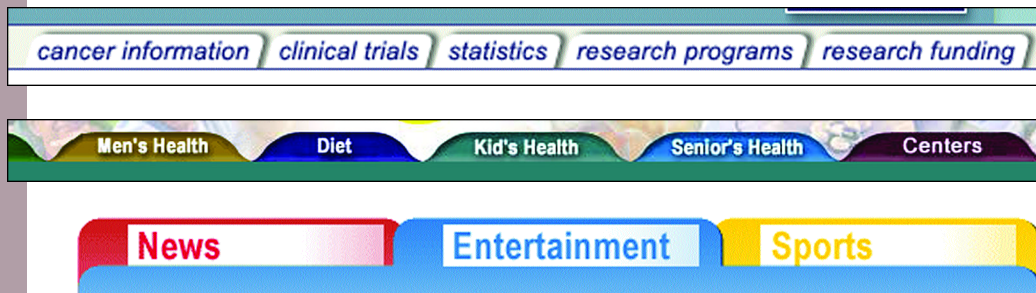 cancer information clinical trials statistics research programs research funding
Men's Health Diet Kid's Health Senior's Health Centers
News Entertainment Sports